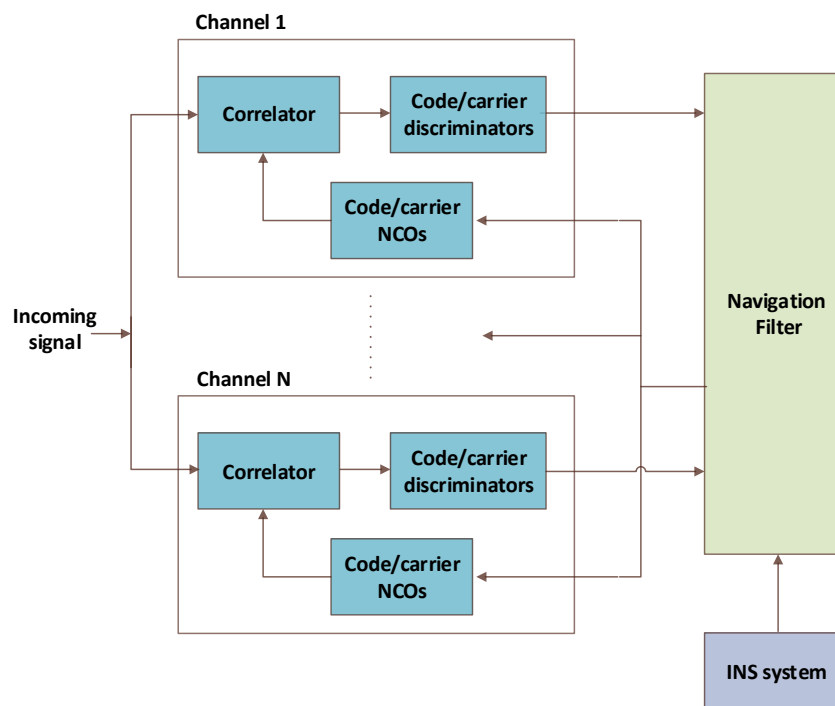 Channel 1
Correlator
Code/carrier
discriminators
Code/carrier
NCOs
Incoming
signal
Navigation
Filter
Channel N
Correlator
Code/carrier
discriminators
Code/carrier
NCOs
INS system